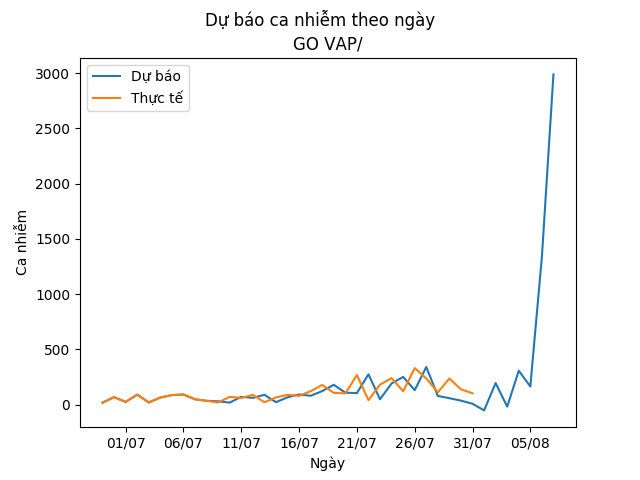 Dự báo ca nhiễm theo ngày
GO VAP/
Dự báo
Thực tế
Ca nhiễm
3000
2500
2000
1500
1000
500
0
01/07 06/07 11/07 16/07 21/07 26/07 31/07 05/08
Ngày